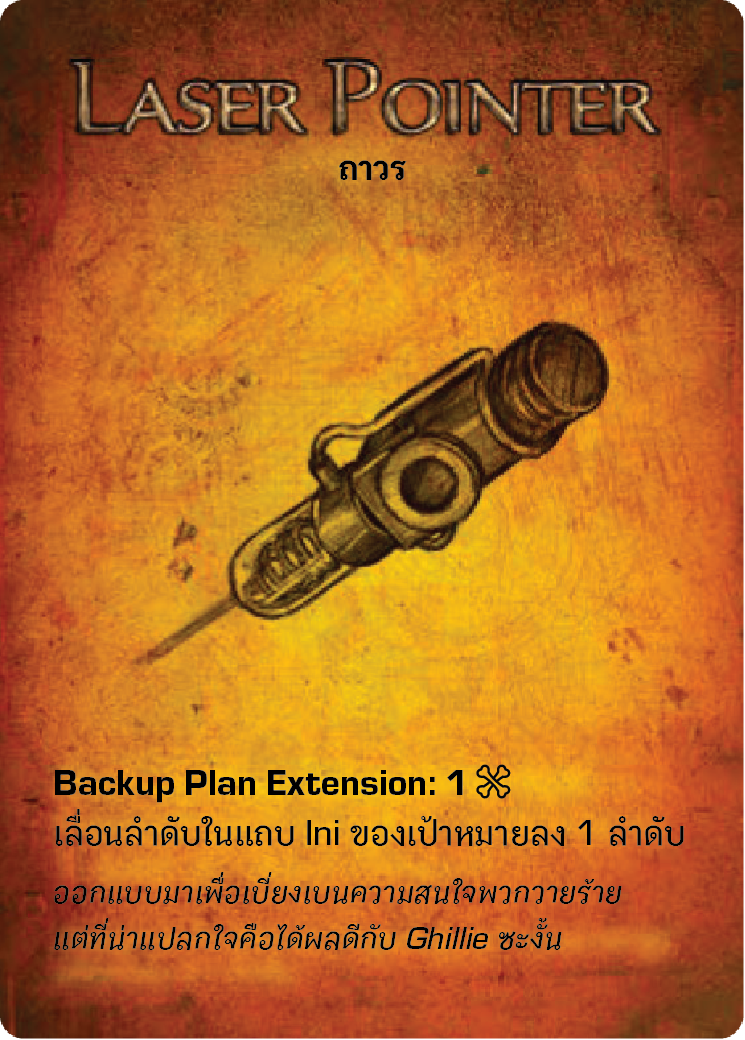 LASER POINTER
ถาวร
Backup Plan Extension: 1
เลื่อนลำดับในแถบ Ini ของเป้าหมายลง 1 ลำดับ
ออกแบบมาเพื่อเบี่ยงเบนความสนใจพวกวายร้าย
แต่ที่น่าแปลกใจคือได้ผลดีกับ Ghillie ซะงั้น